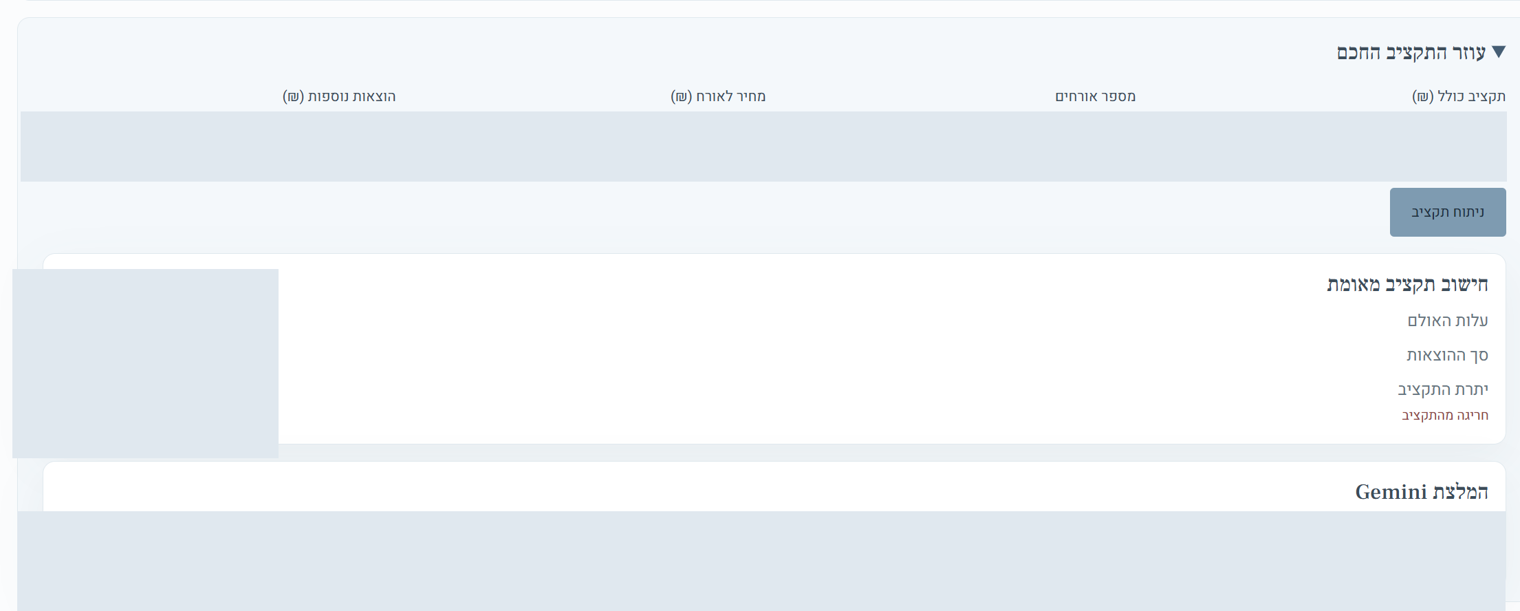 ▼ עוזר התקציב החכם
תקציב כולל (₪) מספר אורחים מחיר לאורח (₪) הוצאות נוספות (₪)
ניתוח תקציב
חישוב תקציב מאומת
עלות האולם
סך ההוצאות
יתרת התקציב
חריגה מהתקציב
המלצת Gemini